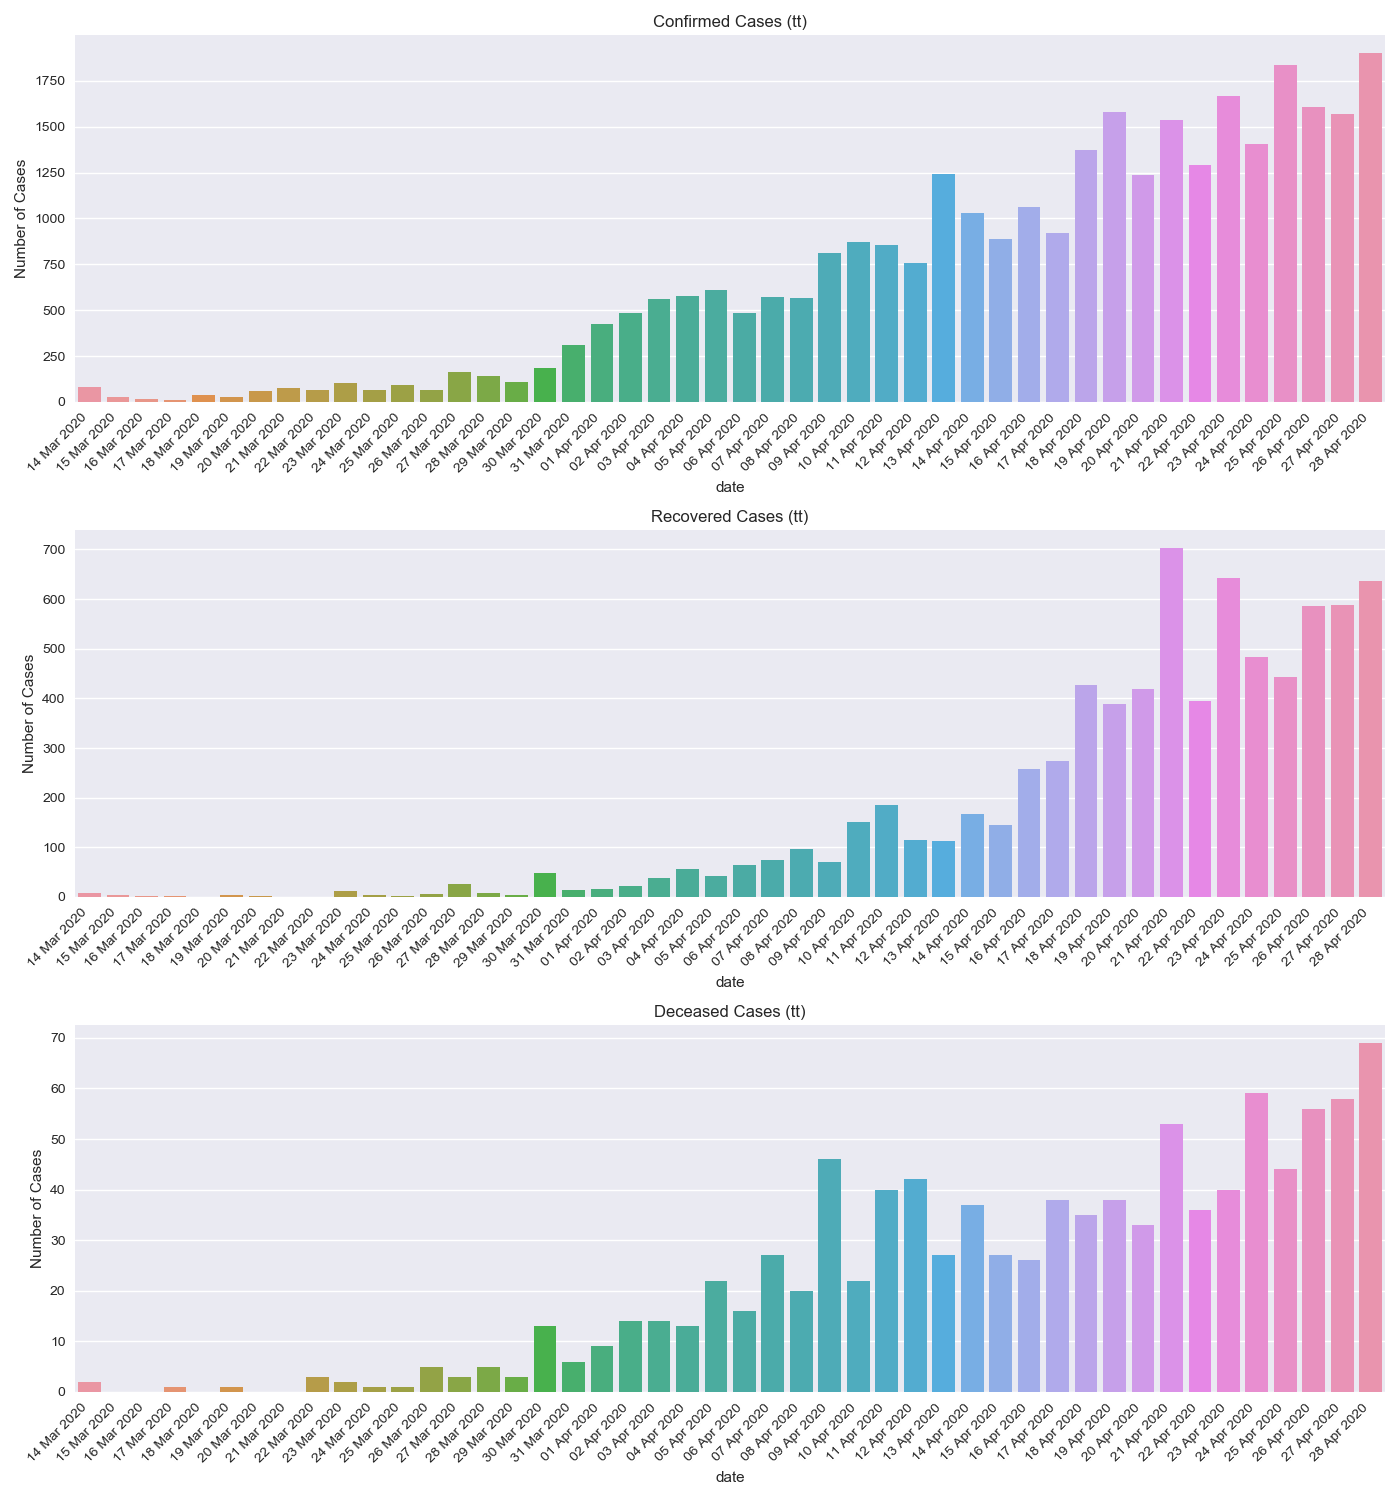 Confirmed Cases (tt)
1750
1500
1250
1000
750
500
250
0
Number of Cases
14 Mar 2020
15 Mar 2020
16 Mar 2020
17 Mar 2020
18 Mar 2020
19 Mar 2020
20 Mar 2020
21 Mar 2020
22 Mar 2020
23 Mar 2020
24 Mar 2020
25 Mar 2020
26 Mar 2020
27 Mar 2020
28 Mar 2020
29 Mar 2020
30 Mar 2020
31 Mar 2020
01 Apr 2020
02 Apr 2020
03 Apr 2020
04 Apr 2020
05 Apr 2020
06 Apr 2020
07 Apr 2020
08 Apr 2020
09 Apr 2020
10 Apr 2020
11 Apr 2020
12 Apr 2020
13 Apr 2020
14 Apr 2020
15 Apr 2020
16 Apr 2020
17 Apr 2020
18 Apr 2020
19 Apr 2020
20 Apr 2020
21 Apr 2020
22 Apr 2020
23 Apr 2020
24 Apr 2020
25 Apr 2020
26 Apr 2020
27 Apr 2020
28 Apr 2020
date
Recovered Cases (tt)
700
600
500
400
300
200
100
0
Number of Cases
14 Mar 2020
15 Mar 2020
16 Mar 2020
17 Mar 2020
18 Mar 2020
19 Mar 2020
20 Mar 2020
21 Mar 2020
22 Mar 2020
23 Mar 2020
24 Mar 2020
25 Mar 2020
26 Mar 2020
27 Mar 2020
28 Mar 2020
29 Mar 2020
30 Mar 2020
31 Mar 2020
01 Apr 2020
02 Apr 2020
03 Apr 2020
04 Apr 2020
05 Apr 2020
06 Apr 2020
07 Apr 2020
08 Apr 2020
09 Apr 2020
10 Apr 2020
11 Apr 2020
12 Apr 2020
13 Apr 2020
14 Apr 2020
15 Apr 2020
16 Apr 2020
17 Apr 2020
18 Apr 2020
19 Apr 2020
20 Apr 2020
21 Apr 2020
22 Apr 2020
23 Apr 2020
24 Apr 2020
25 Apr 2020
26 Apr 2020
27 Apr 2020
28 Apr 2020
date
Deceased Cases (tt)
70
60
50
40
30
20
10
0
Number of Cases
14 Mar 2020
15 Mar 2020
16 Mar 2020
17 Mar 2020
18 Mar 2020
19 Mar 2020
20 Mar 2020
21 Mar 2020
22 Mar 2020
23 Mar 2020
24 Mar 2020
25 Mar 2020
26 Mar 2020
27 Mar 2020
28 Mar 2020
29 Mar 2020
30 Mar 2020
31 Mar 2020
01 Apr 2020
02 Apr 2020
03 Apr 2020
04 Apr 2020
05 Apr 2020
06 Apr 2020
07 Apr 2020
08 Apr 2020
09 Apr 2020
10 Apr 2020
11 Apr 2020
12 Apr 2020
13 Apr 2020
14 Apr 2020
15 Apr 2020
16 Apr 2020
17 Apr 2020
18 Apr 2020
19 Apr 2020
20 Apr 2020
21 Apr 2020
22 Apr 2020
23 Apr 2020
24 Apr 2020
25 Apr 2020
26 Apr 2020
27 Apr 2020
28 Apr 2020
date